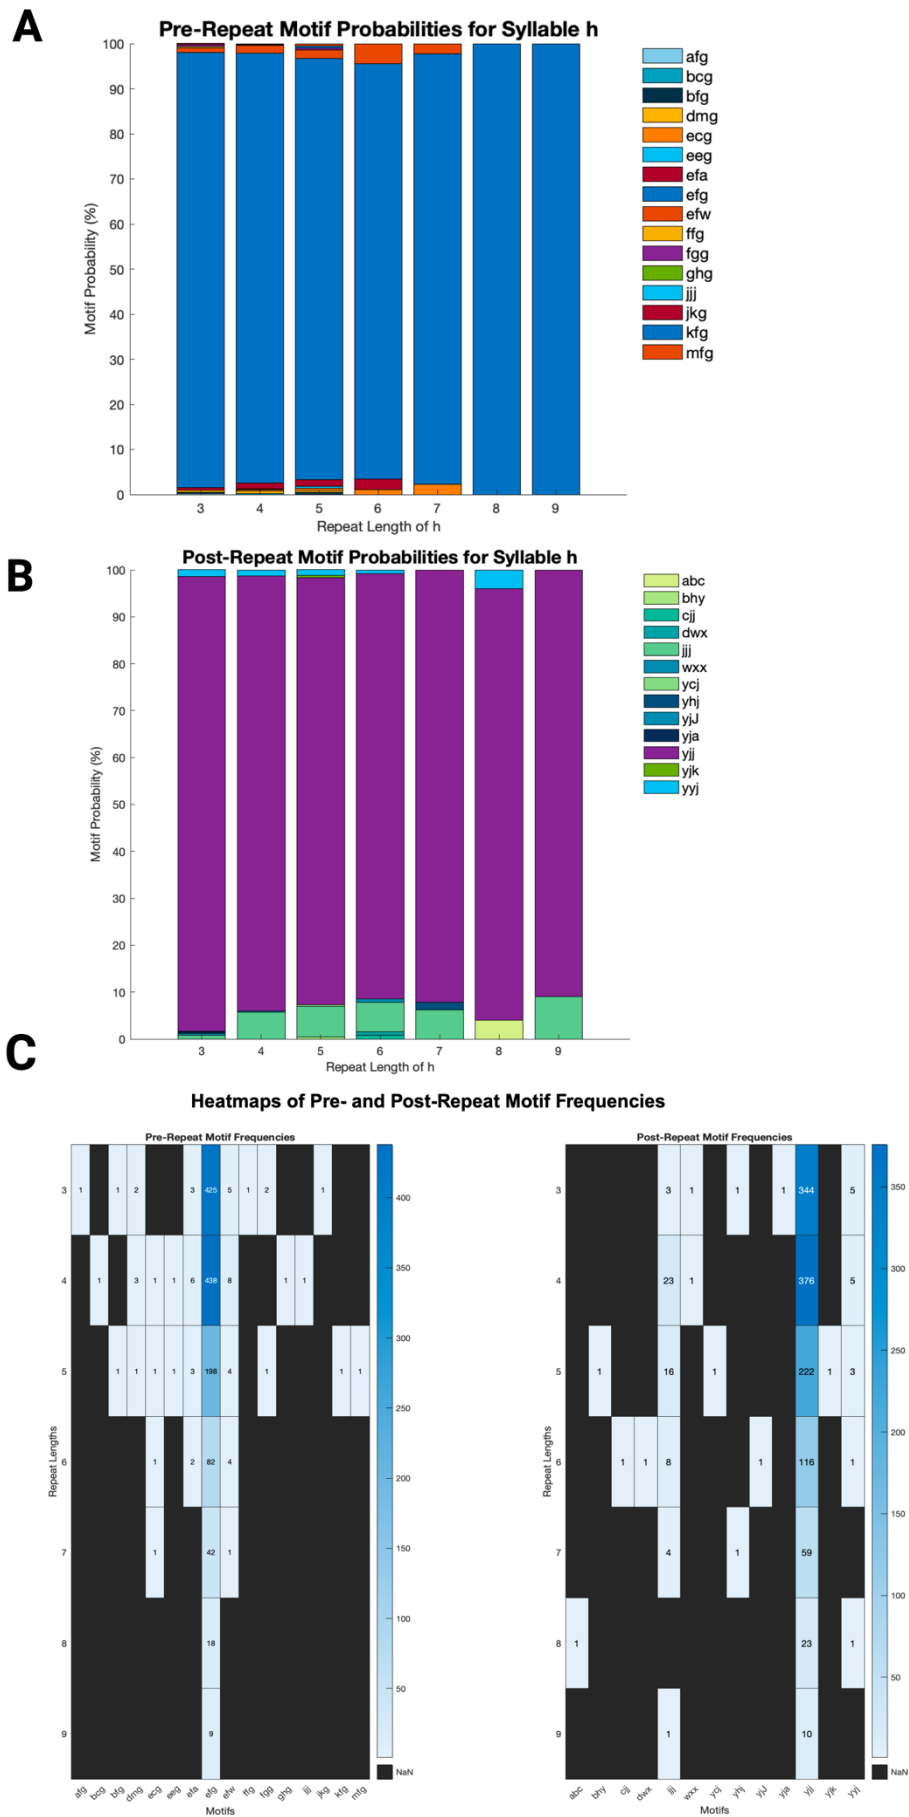 A
Pre-Repeat Motif Probabilities for Syllable h
Motif Probability (%)
100
90
80
70
60
50
40
30
20
10
0
3 4 5 6 7 8 9
Repeat Length of h
afg
bcg
bfg
dmg
ecg
eeg
efa
efg
efw
ffg
fgg
ghg
jjj
jkg
kfg
mfg
B
Post-Repeat Motif Probabilities for Syllable h
Motif Probability (%)
100
90
80
70
60
50
40
30
20
10
0
3 4 5 6 7 8 9
Repeat Length of h
abc
bhy
cjj
dwx
jjj
wxx
ycj
yhj
yjJ
yja
yjj
yjk
yyj
C
Heatmaps of Pre- and Post-Repeat Motif Frequencies
Pre-Repeat Motif Frequencies
Repeat Lengths
3 1 1 2 3 425 5 1 2 1
4 1 3 1 1 6 438 8 1 1
5 1 1 1 1 3 198 4 1 1 1
6 1 2 82 4
7 1 42 1
8 18
9 9
afg bcg bfg dmg ecg eeg efa efg efw ffg fgg ghg jjj jkg kfg mfg
Motifs
400
350
300
250
200
150
100
50
NaN
Post-Repeat Motif Frequencies
Repeat Lengths
3 3 1 1 1 344 5
4 23 1 376 5
5 1 16 1 222 1 3
6 1 1 8 1 116 1
7 4 1 59
8 1 23 1
9 1 10
abc bhy cjj dwx jjj wxx ycj yhj yjJ yja yjj yjk yyj
Motifs
350
300
250
200
150
100
50
NaN